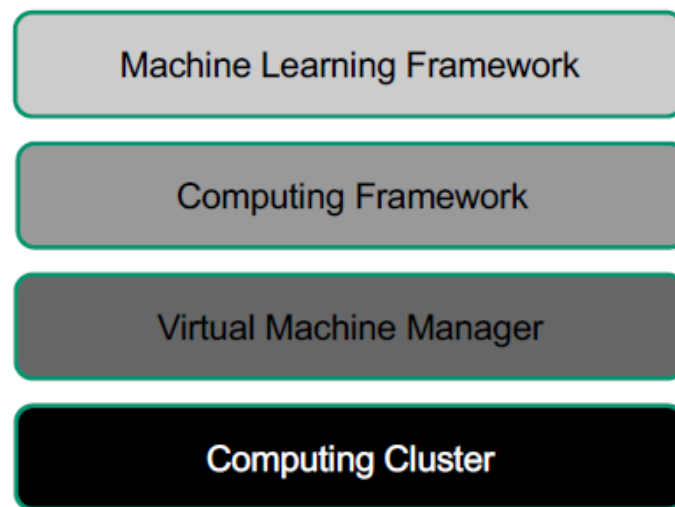 Machine Learning Framework
Computing Framework
Virtual Machine Manager
Computing Cluster